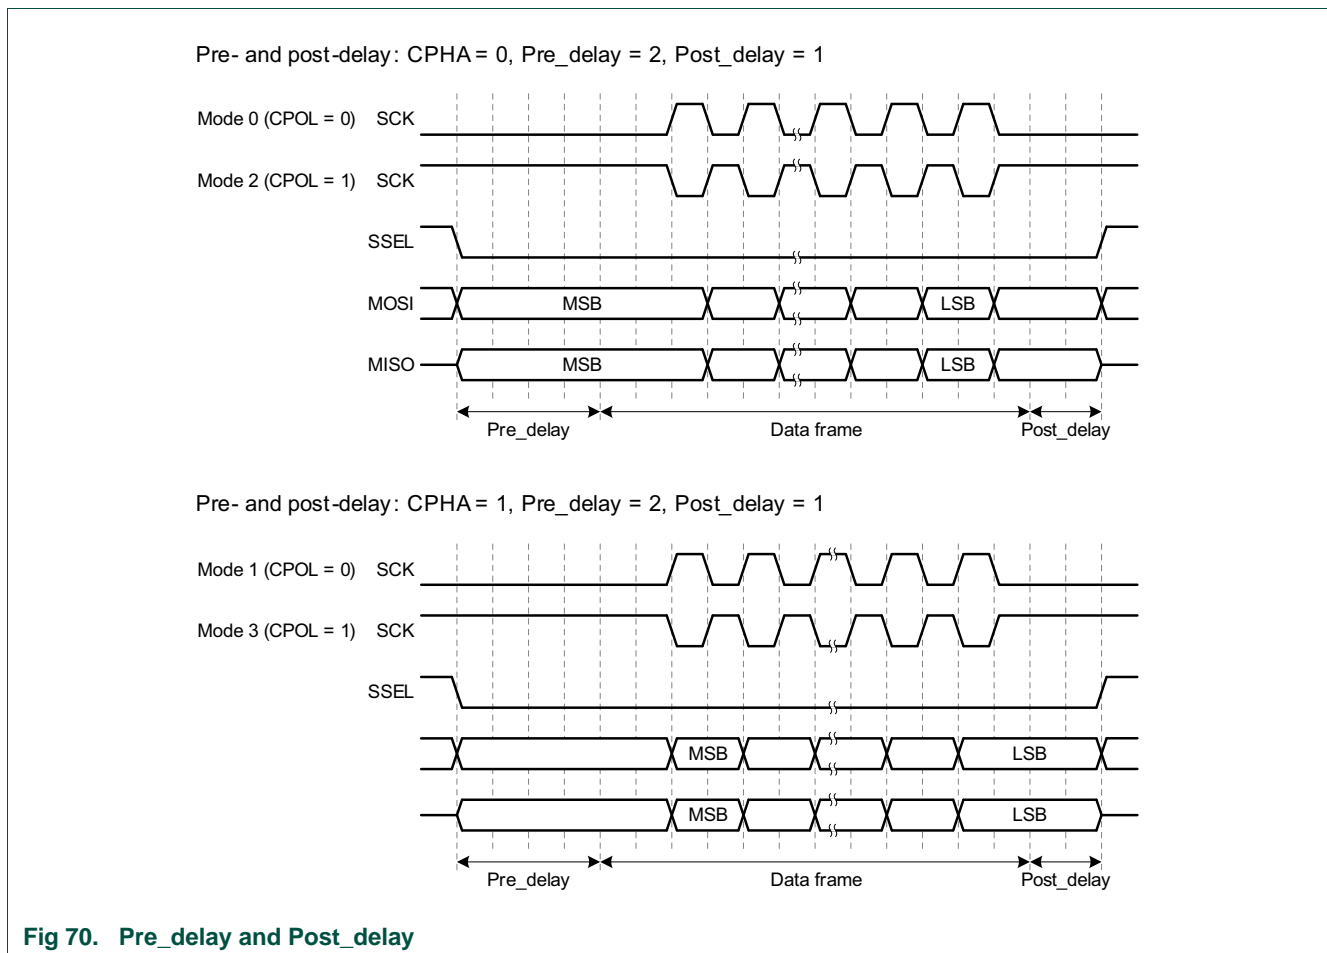 Pre- and post-delay: CPHA = 0, Pre_delay = 2, Post_delay = 1
Mode 0 (CPOL = 0) SCK
Mode 2 (CPOL = 1) SCK
SSEL
MOSI MSB LSB
MISO MSB LSB
Pre_delay Data frame Post_delay
Pre- and post-delay: CPHA = 1, Pre_delay = 2, Post_delay = 1
Mode 1 (CPOL = 0) SCK
Mode 3 (CPOL = 1) SCK
SSEL
MSB LSB
MSB LSB
Pre_delay Data frame Post_delay
Fig 70. Pre_delay and Post_delay